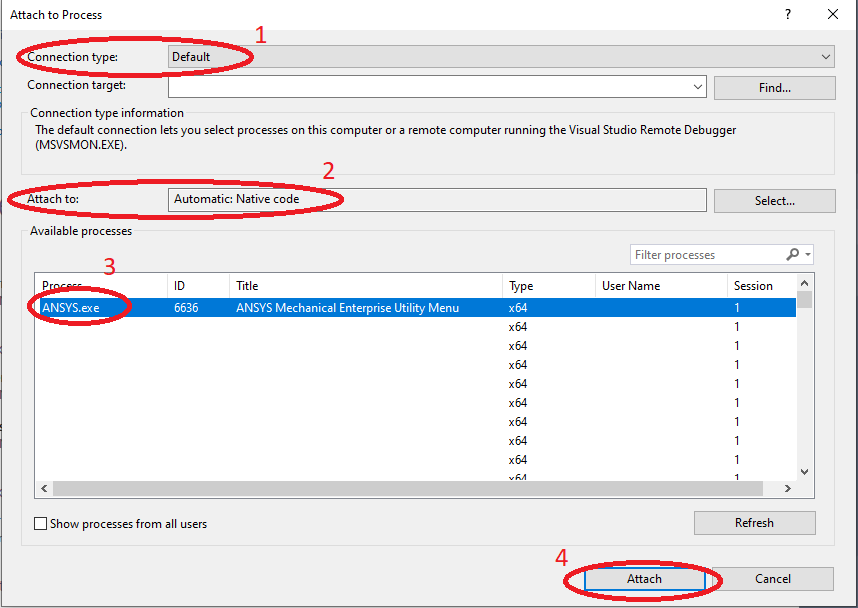 Attach to Process
?
1
Connection type:
Default
Connection target:
Find...
Connection type information
The default connection lets you select processes on this computer or a remote computer running the Visual Studio Remote Debugger
(MSVSMON.EXE).
2
Attach to:
Automatic: Native code
Select...
Available processes
Filter processes
3
Process ID Title Type User Name Session
ANSYS.exe 6636 ANSYS Mechanical Enterprise Utility Menu x64 1
x64 1
x64 1
x64 1
x64 1
x64 1
x64 1
x64 1
x64 1
x64 1
Show processes from all users
Refresh
4
Attach
Cancel